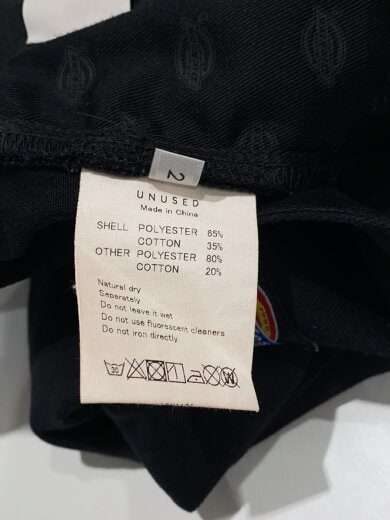 2
UNUSED
Made in China
SHELL POLYESTER 65%
COTTON 35%
OTHER POLYESTER 80%
COTTON 20%
Natural dry
Separately
Do not leave it wet
Do not use fluorescent cleaners
Do not iron directly
30
W